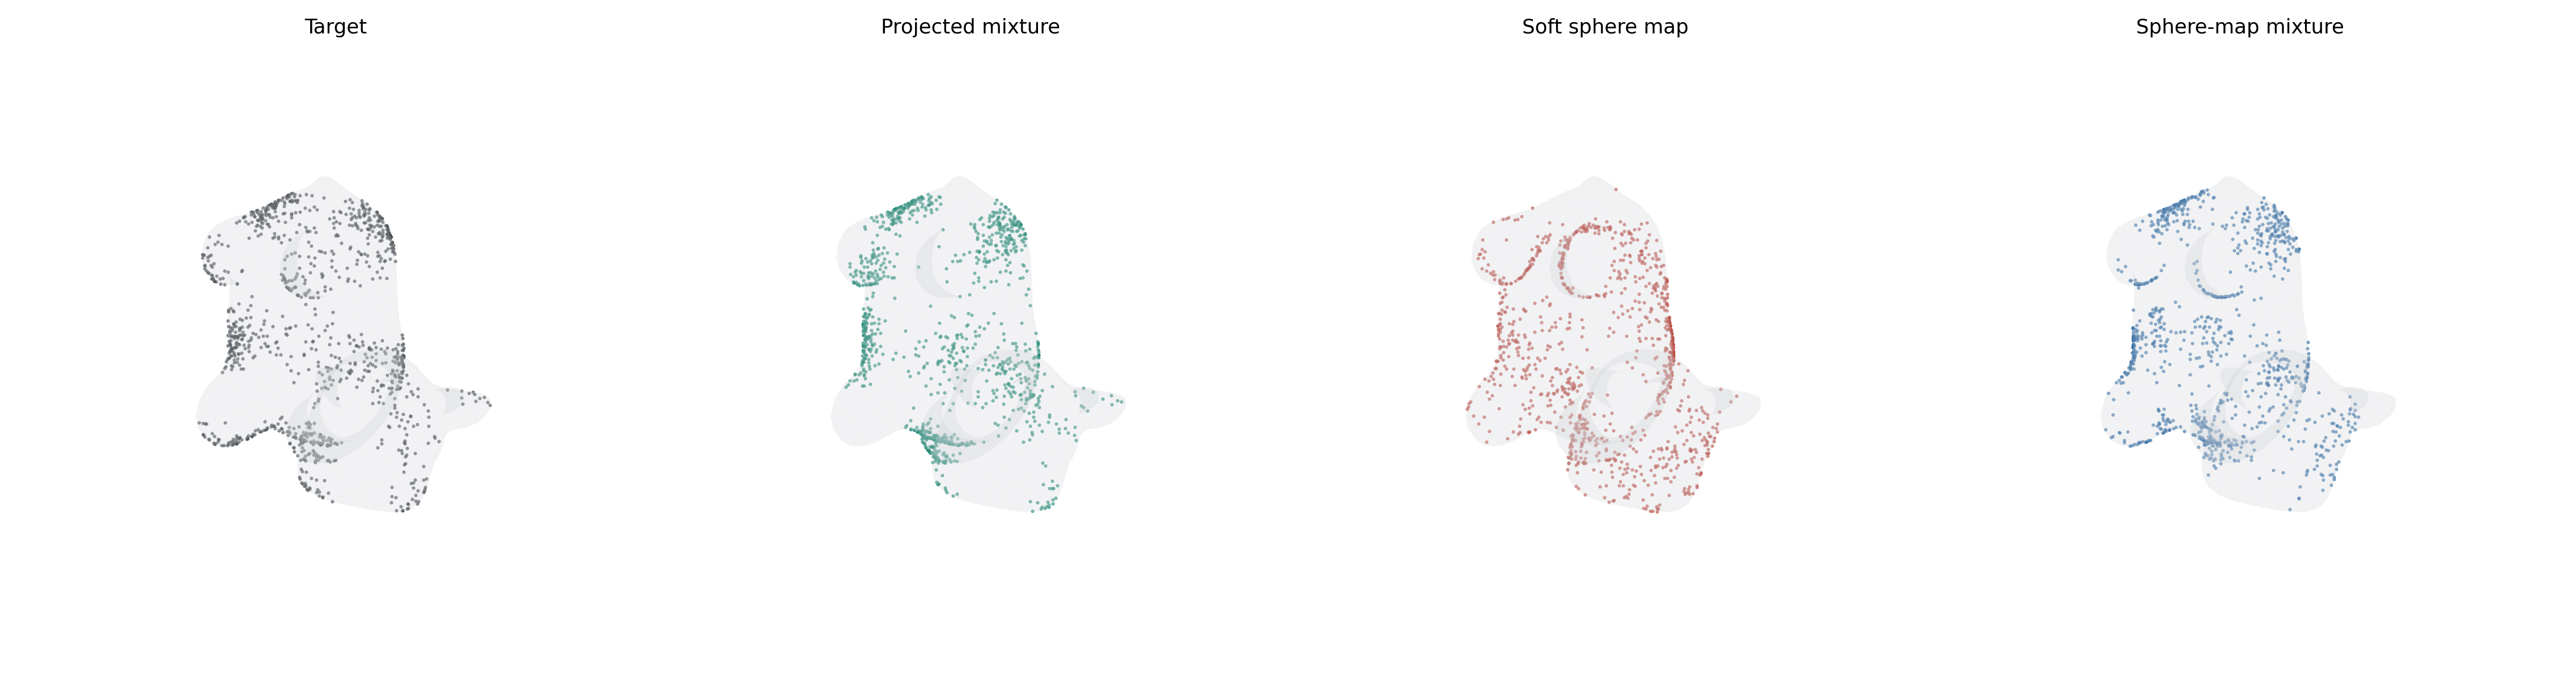 Target
Projected mixture
Soft sphere map
Sphere-map mixture